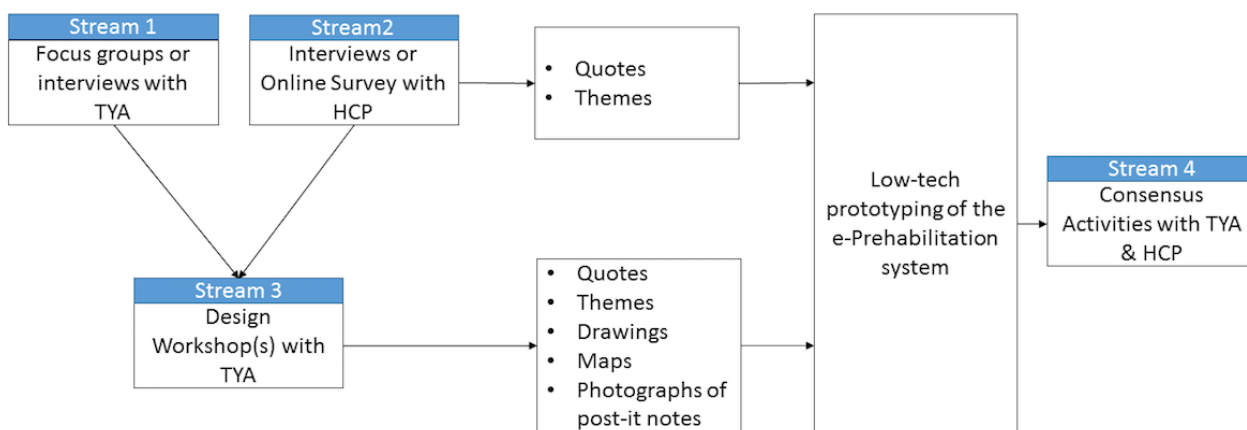 Stream 1
Focus groups or
interviews with
TYA
Stream2
Interviews or
Online Survey with
HCP
• Quotes
• Themes
Low-tech
prototyping of the
e-Prehabilitation
system
Stream 4
Consensus
Activities with TYA
& HCP
Stream 3
Design
Workshop(s) with
TYA
• Quotes
• Themes
• Drawings
• Maps
• Photographs of
post-it notes